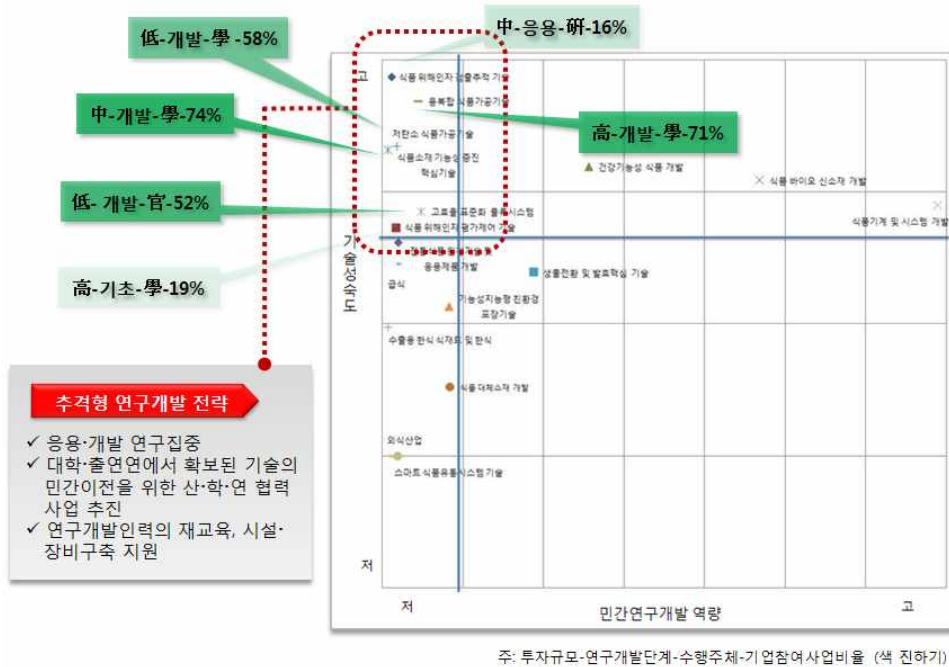 低-개발-學 -58%
中-응용-硏-16%
中-개발-學-74%
高-개발-學-71%
低- 개발-官-52%
高-기초-學-19%
고
기술성숙도
저
식품 위해인자 검출추적 기술
융복합 식품가공기술
저탄소 식품가공기술
식품소재 기능성 증진
핵심기술
건강기능성 식품 개발
식품 바이오 신소재 개발
고효율 표준화 물류시스템
식품기계 및 시스템 개발
식품 위해인자 평가제어 기술
응용제품 개발
생물전환 및 발효핵심 기술
급식
기능성지능형 친환경
포장기술
수출용 한식 식재료 및 한식
식품 대체소재 개발
외식산업
스마트 식품유통시스템 기술
저
민간연구개발 역량
고
추격형 연구개발 전략
✓ 응용·개발 연구집중
✓ 대학·출연연에서 확보된 기술의
민간이전을 위한 산·학·연 협력
사업 추진
✓ 연구개발인력의 재교육, 시설·
장비구축 지원
주: 투자규모-연구개발단계-수행주체-기업참여사업비율 (색 진하기)